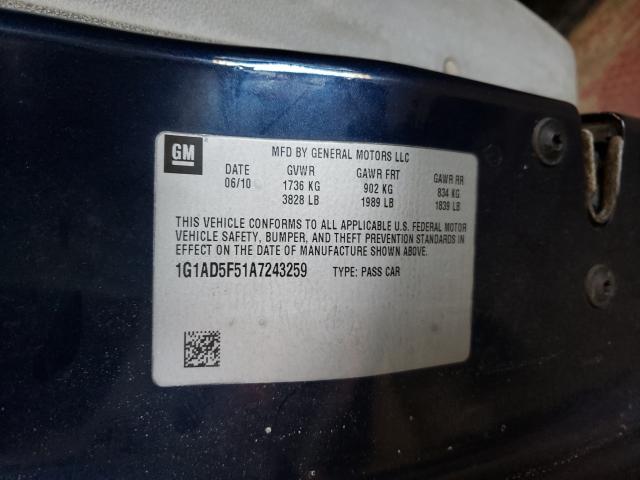 GM
MFD BY GENERAL MOTORS LLC
DATE GVWR GAWR FRT GAWR RR
06/10 1736 KG 902 KG 834 KG
3828 LB 1989 LB 1839 LB
THIS VEHICLE CONFORMS TO ALL APPLICABLE U.S. FEDERAL MOTOR
VEHICLE SAFETY, BUMPER, AND THEFT PREVENTION STANDARDS IN
EFFECT ON THE DATE OF MANUFACTURE SHOWN ABOVE.
1G1AD5F51A7243259 TYPE: PASS CAR